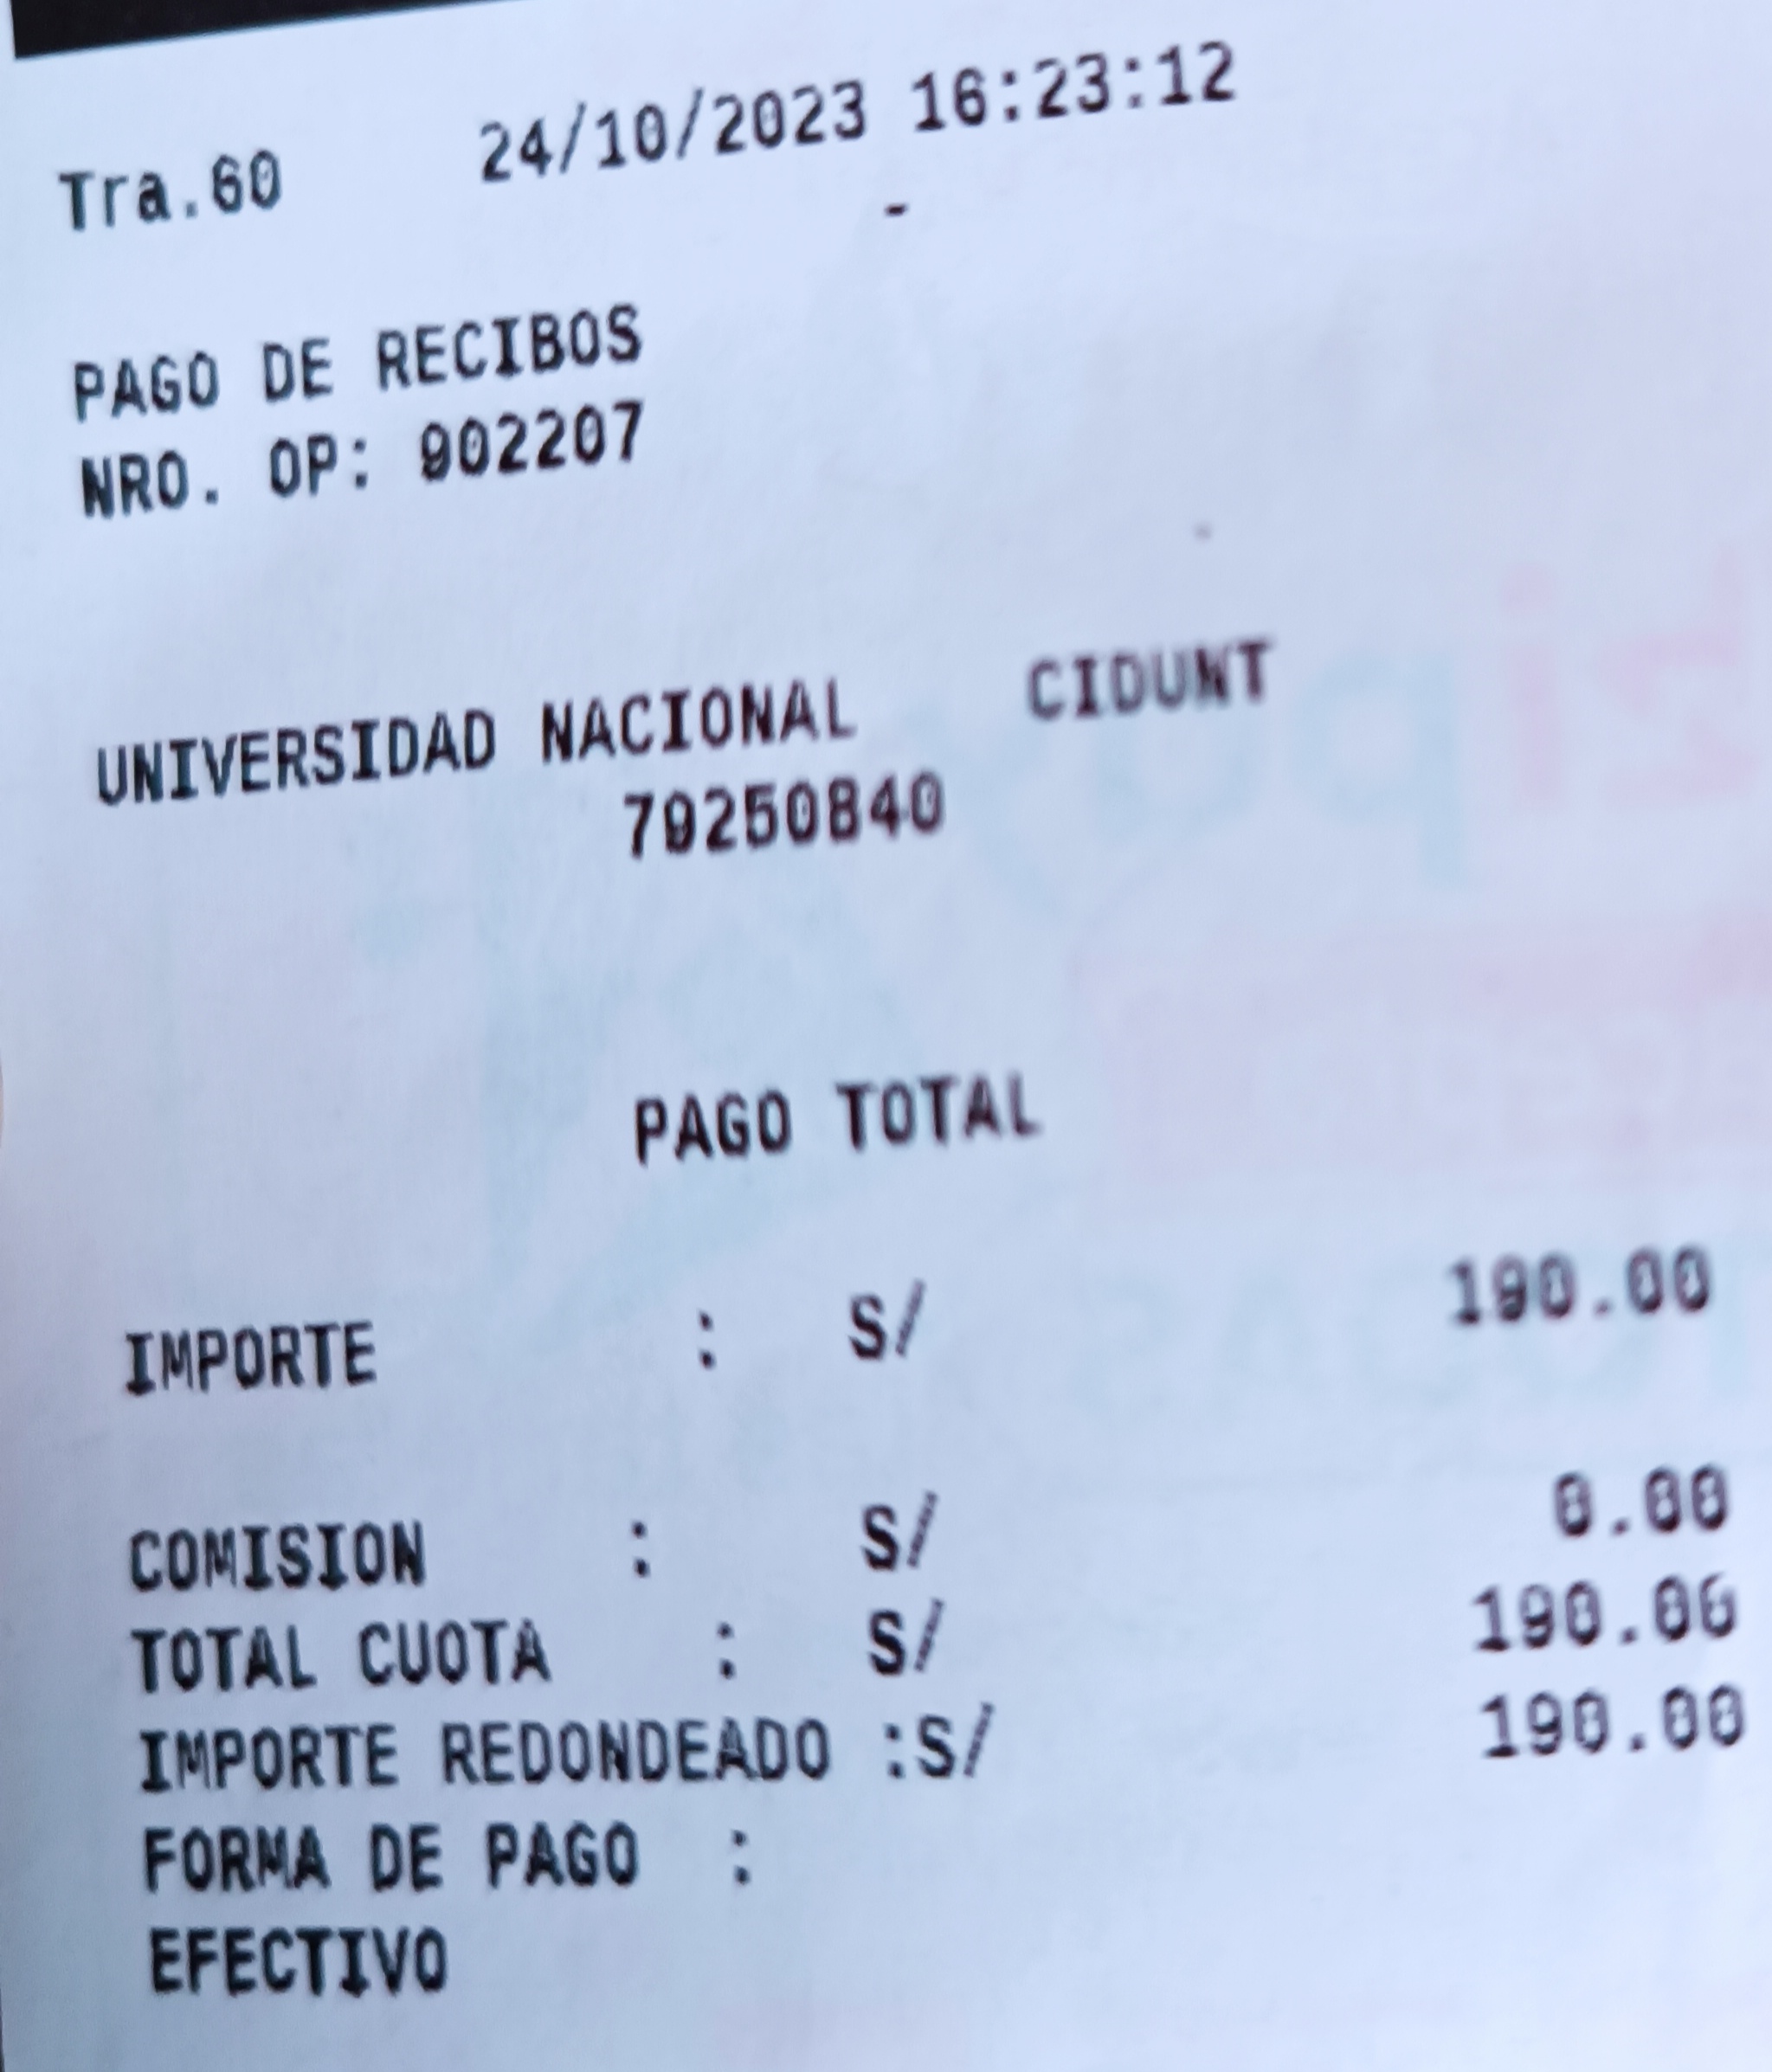 Tra.60 24/10/2023 16:23:12
-
PAGO DE RECIBOS
NRO. OP: 902207
UNIVERSIDAD NACIONAL CIDUNT
79250840
PAGO TOTAL
IMPORTE : S/ 190.00
COMISION : S/ 0.00
TOTAL CUOTA : S/ 190.00
IMPORTE REDONDEADO :S/ 190.00
FORMA DE PAGO :
EFECTIVO